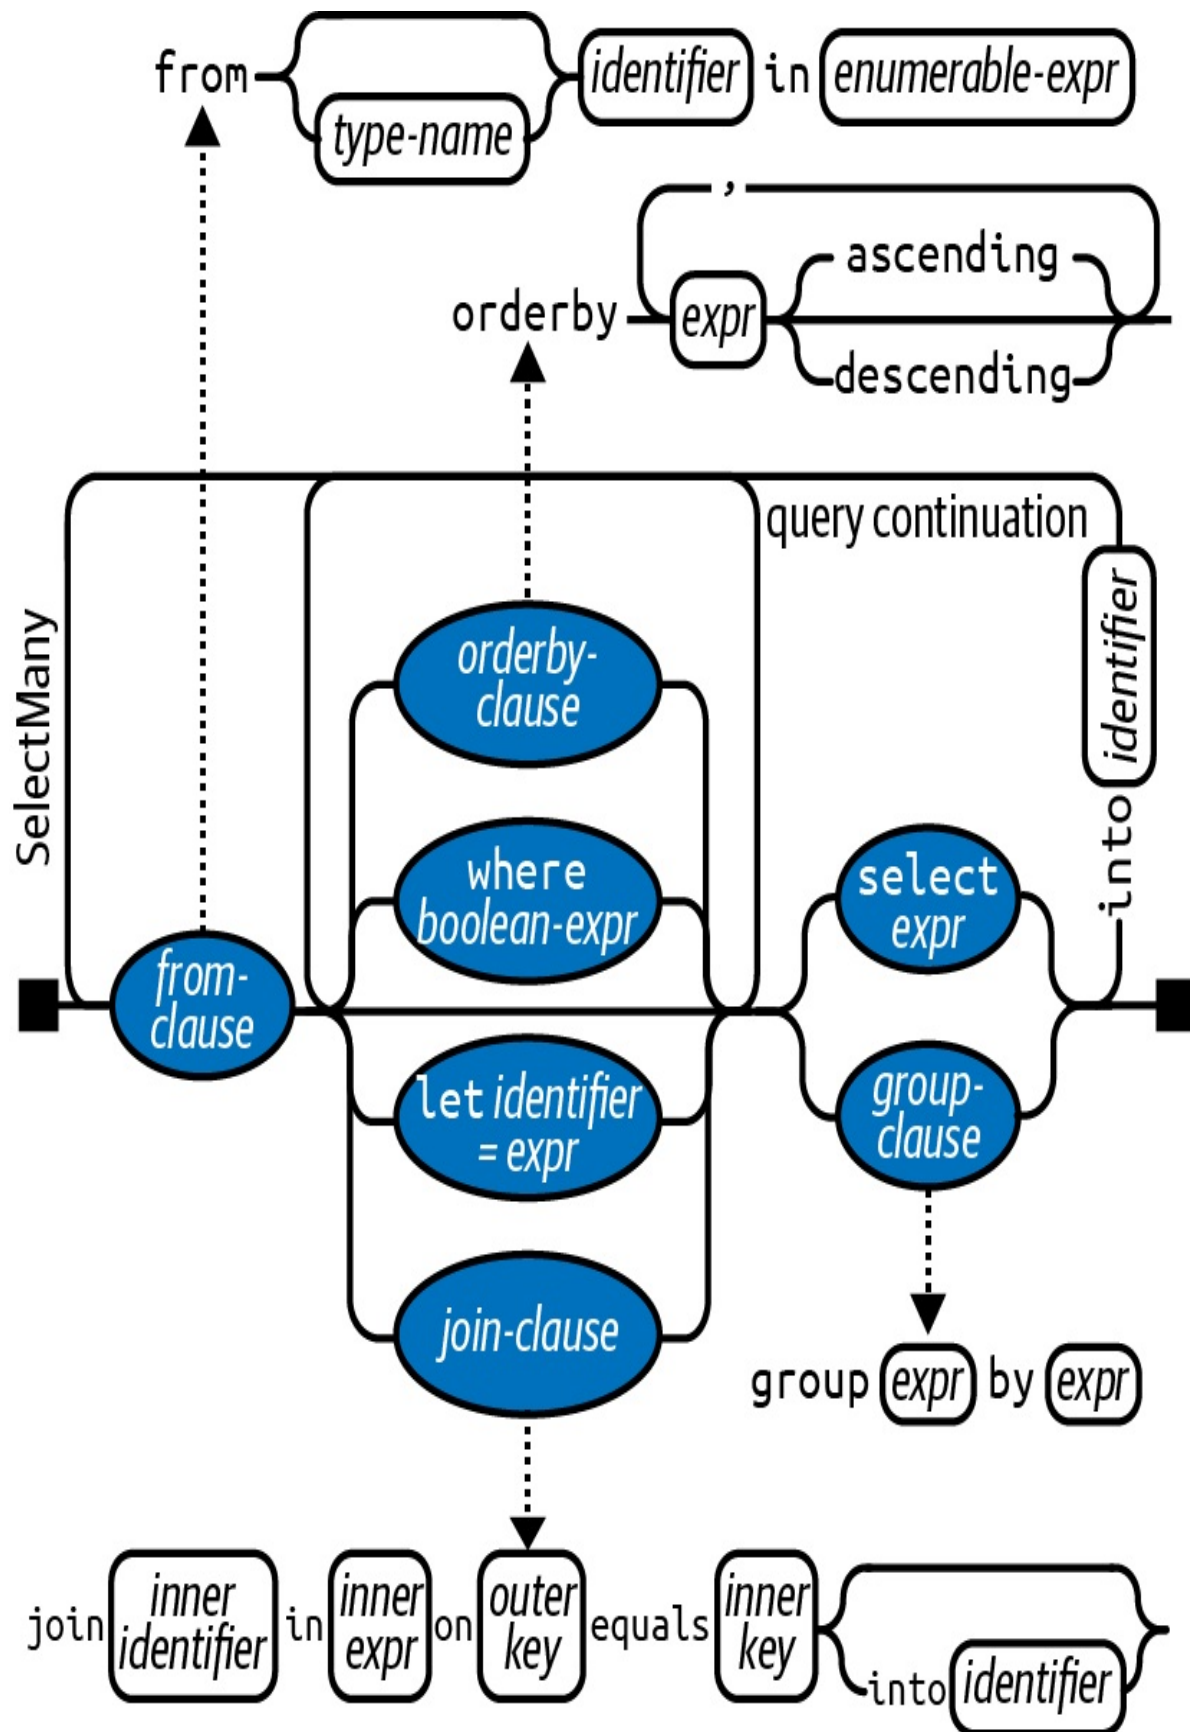 from type-name identifier in enumerable-expr
,
orderby expr ascending
descending
query continuation
into identifier
SelectMany
orderby-
clause
where
boolean-expr
from-
clause
let identifier
= expr
join-clause
select
expr
group-
clause
group expr by expr
join inner
identifier in inner
expr on outer
key equals inner
key into identifier